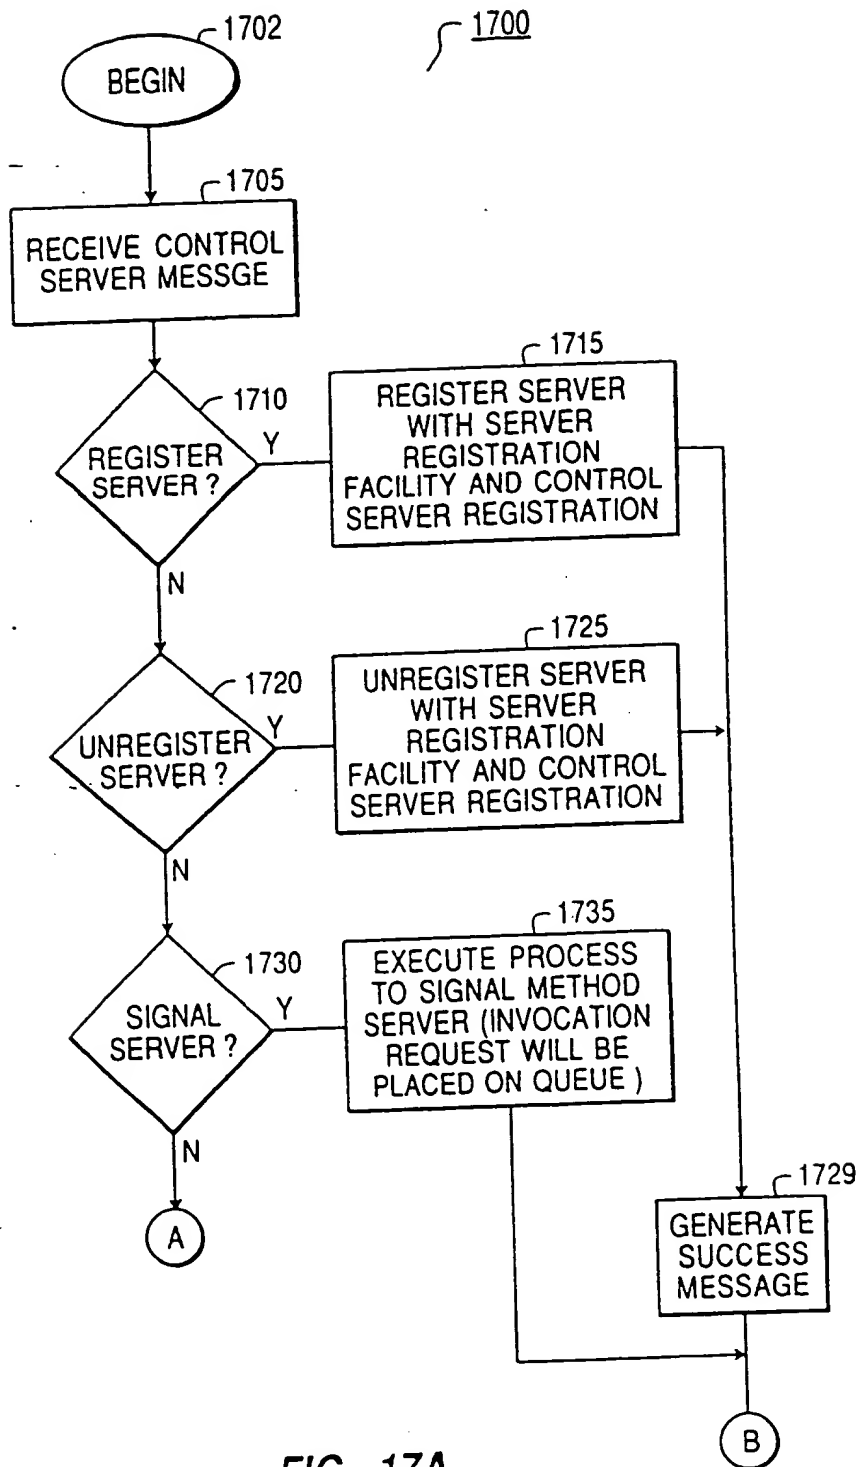 1702
1700
BEGIN
1705
RECEIVE CONTROL
SERVER MESSGE
1710
REGISTER
SERVER ?
Y
N
1715
REGISTER SERVER
WITH SERVER
REGISTRATION
FACILITY AND CONTROL
SERVER REGISTRATION
1720
UNREGISTER
SERVER ?
Y
N
1725
UNREGISTER SERVER
WITH SERVER
REGISTRATION
FACILITY AND CONTROL
SERVER REGISTRATION
1730
SIGNAL
SERVER ?
Y
N
1735
EXECUTE PROCESS
TO SIGNAL METHOD
SERVER (INVOCATION
REQUEST WILL BE
PLACED ON QUEUE )
A
1729
GENERATE
SUCCESS
MESSAGE
B
FIG. 17A